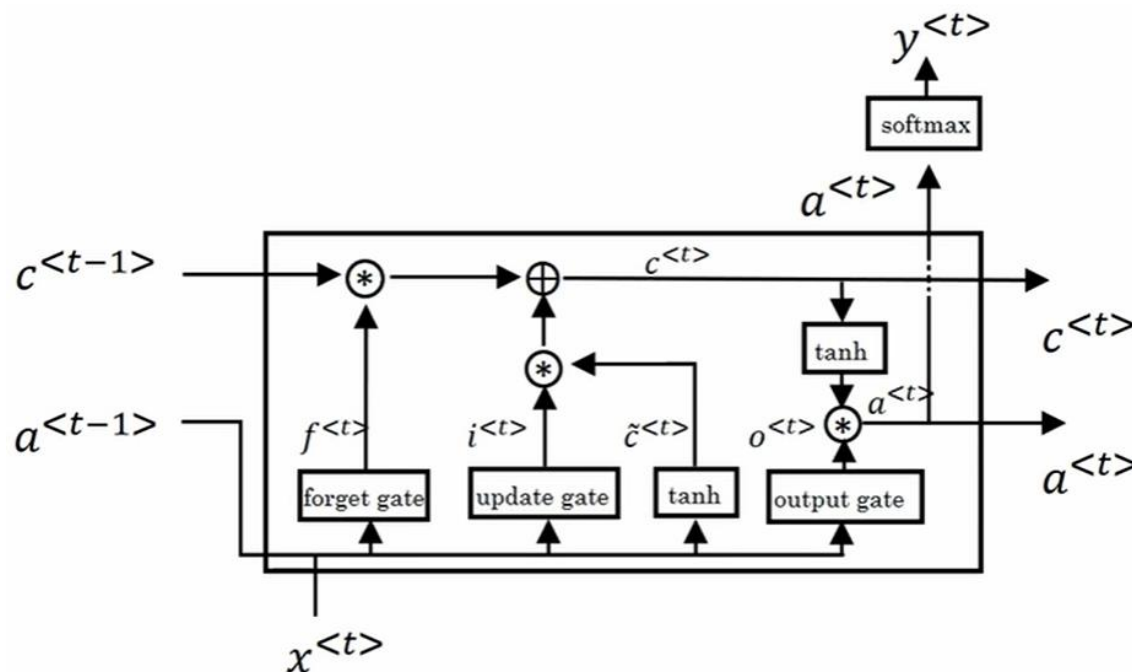 y<t>
softmax
a<t>
c<t-1>
c<t>
tanh
c<t>
a<t-1>
f<t>
i<t>
c̃<t>
o<t>
a<t>
a<t>
forget gate
update gate
tanh
output gate
x<t>